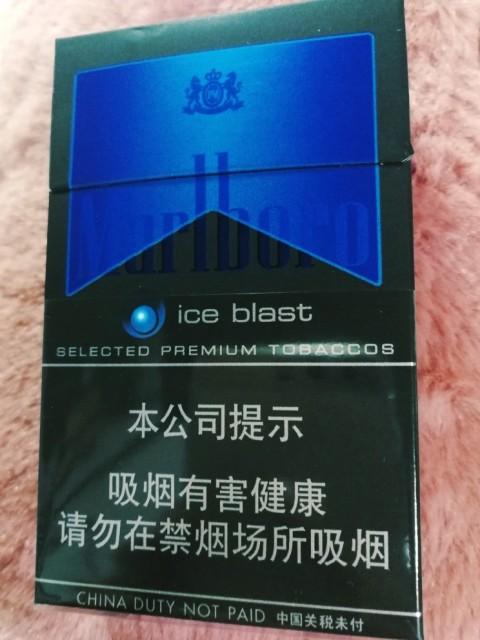 Marlboro
ice blast
SELECTED PREMIUM TOBACCOS
本公司提示
吸烟有害健康
请勿在禁烟场所吸烟
CHINA DUTY NOT PAID 中国关税未付